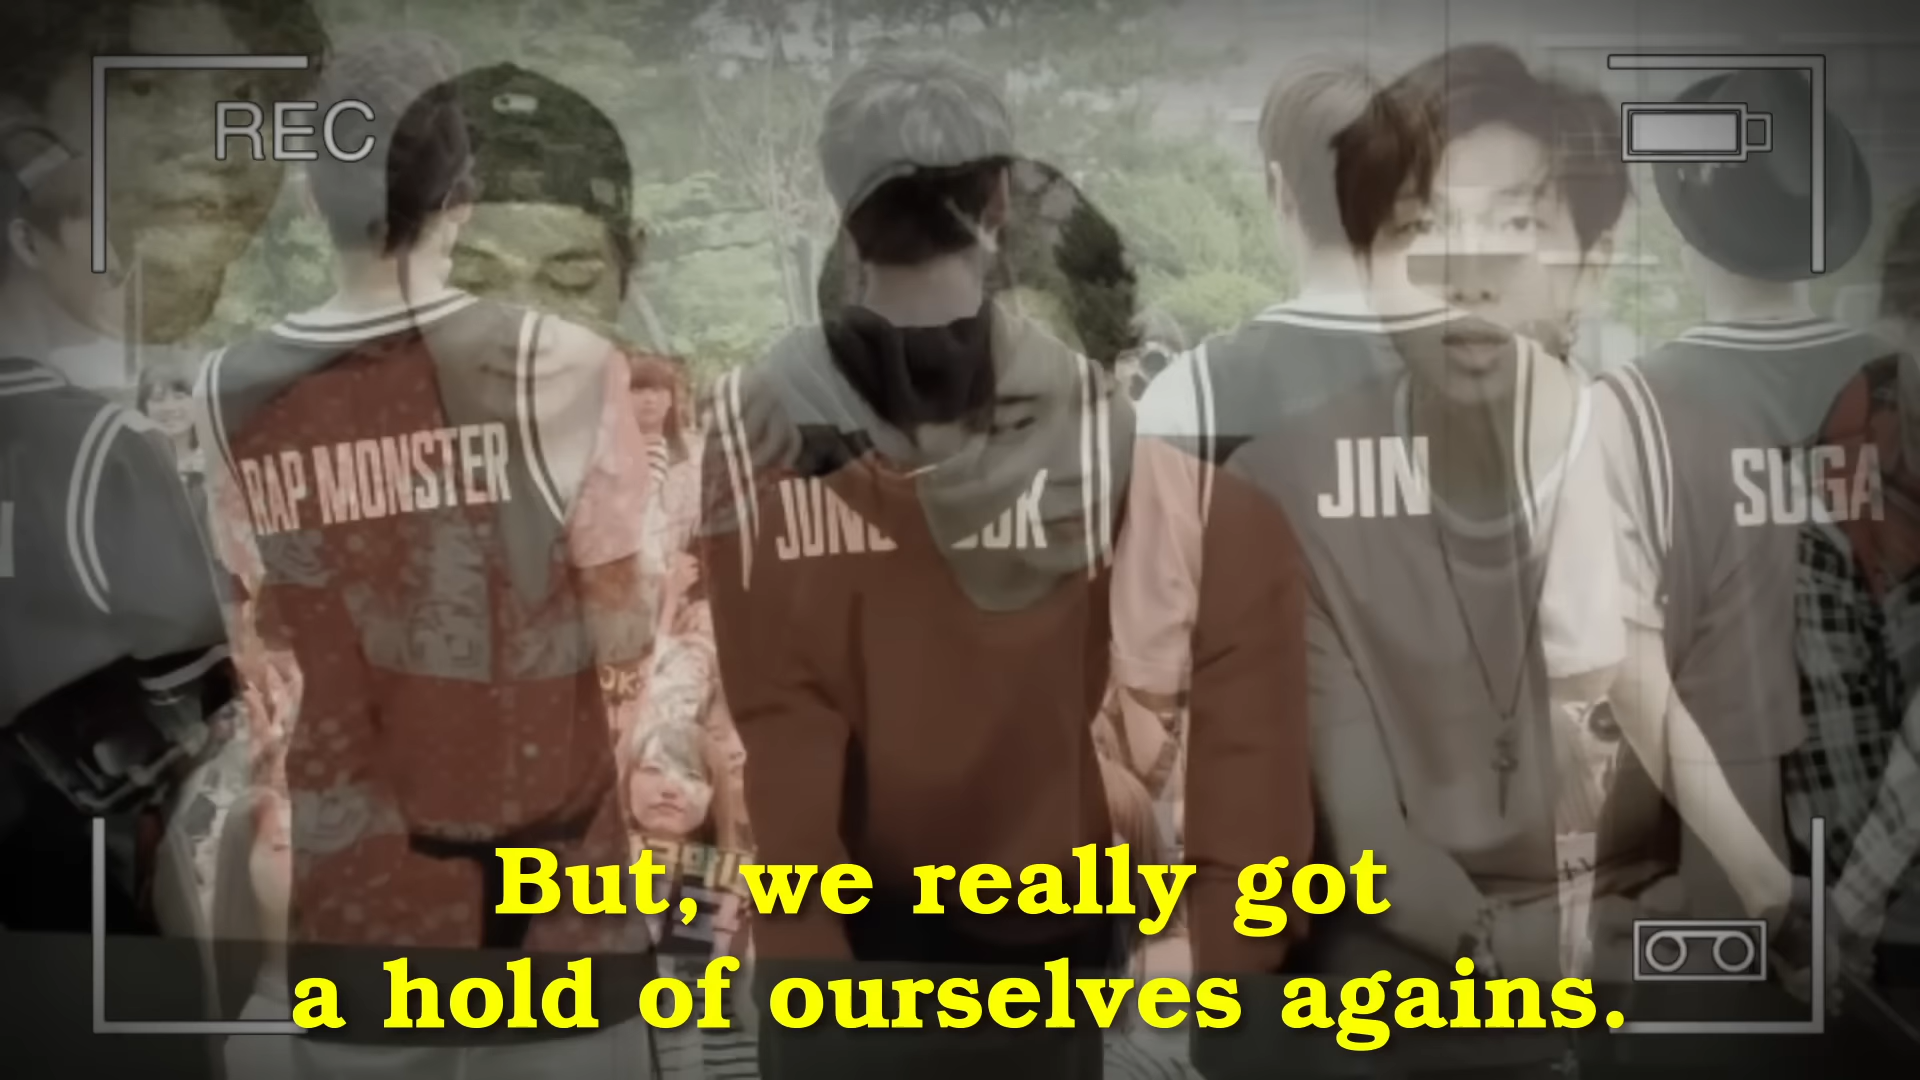 REC
RAP MONSTER
JIN
SUGA
But, we really got
a hold of ourselves agains.